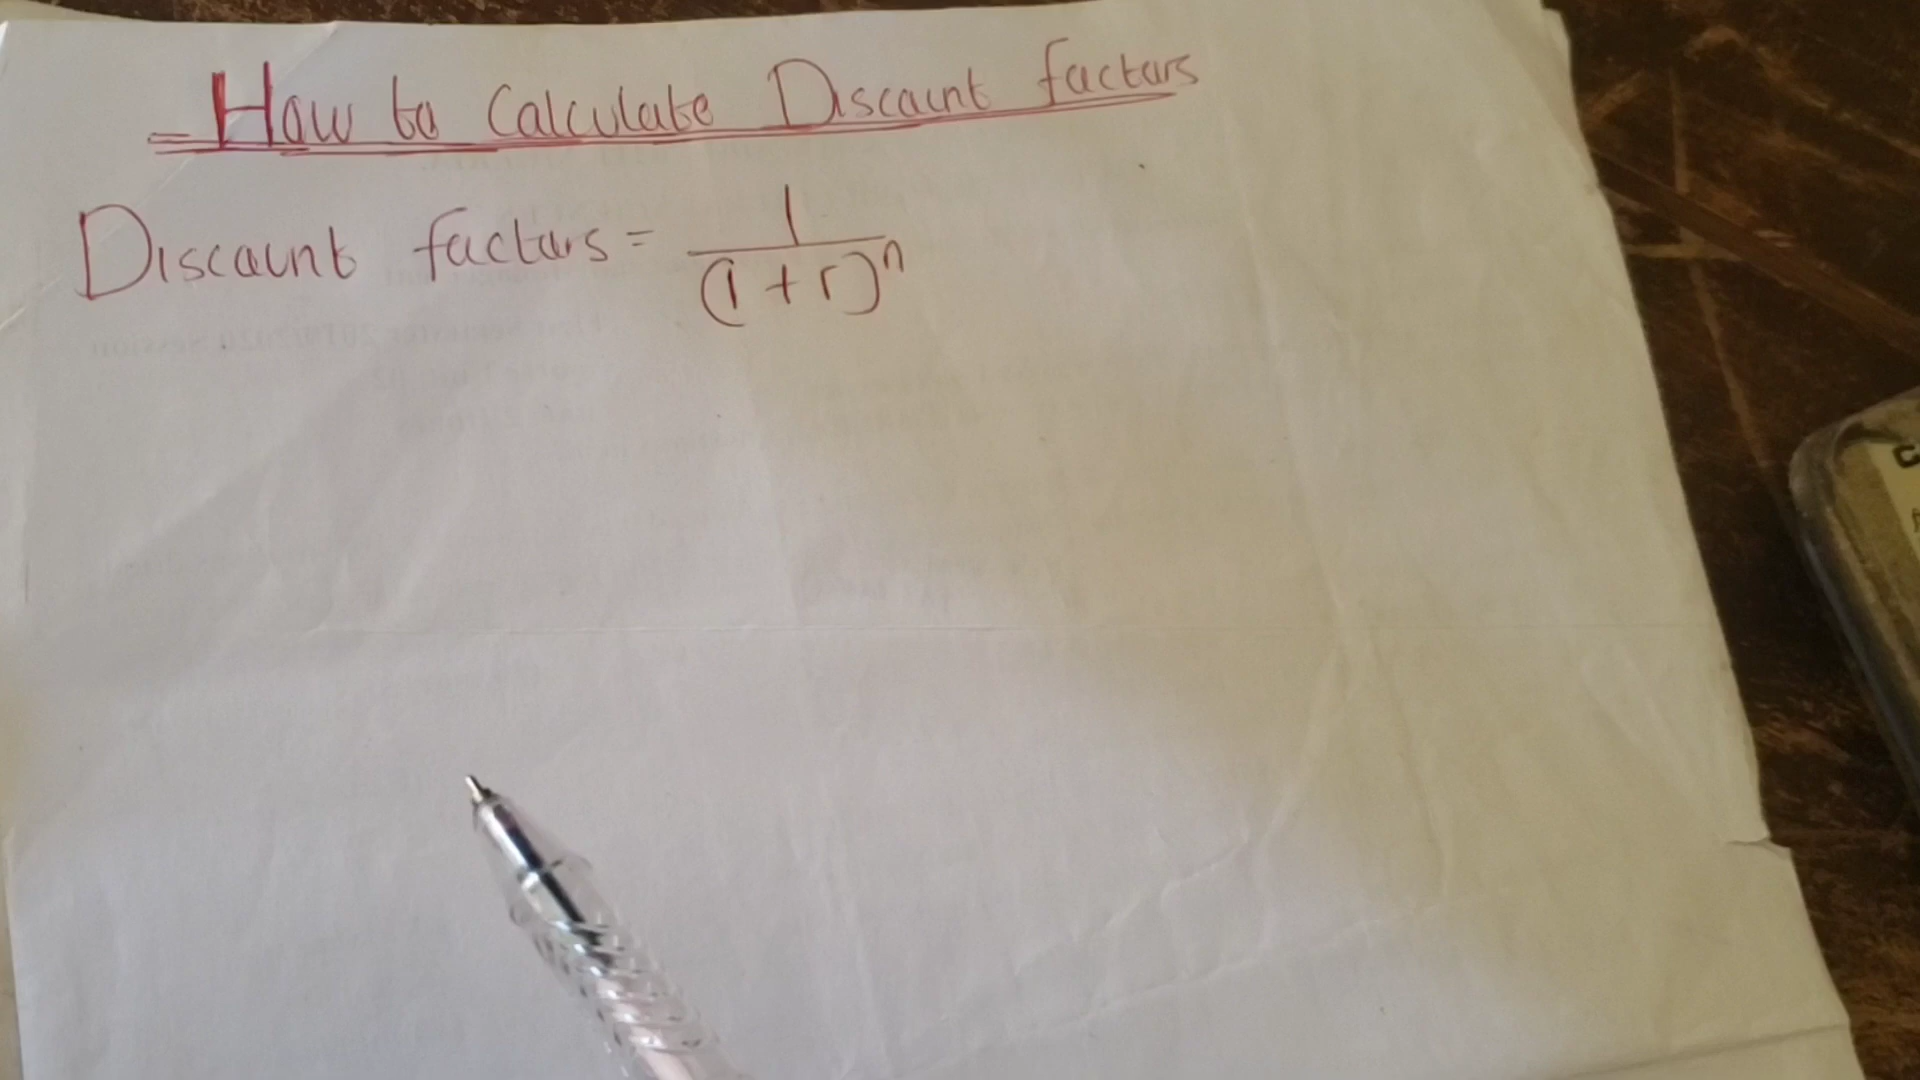 How to Calculate Discount factors
Discount factors = 1/(1+r)^n